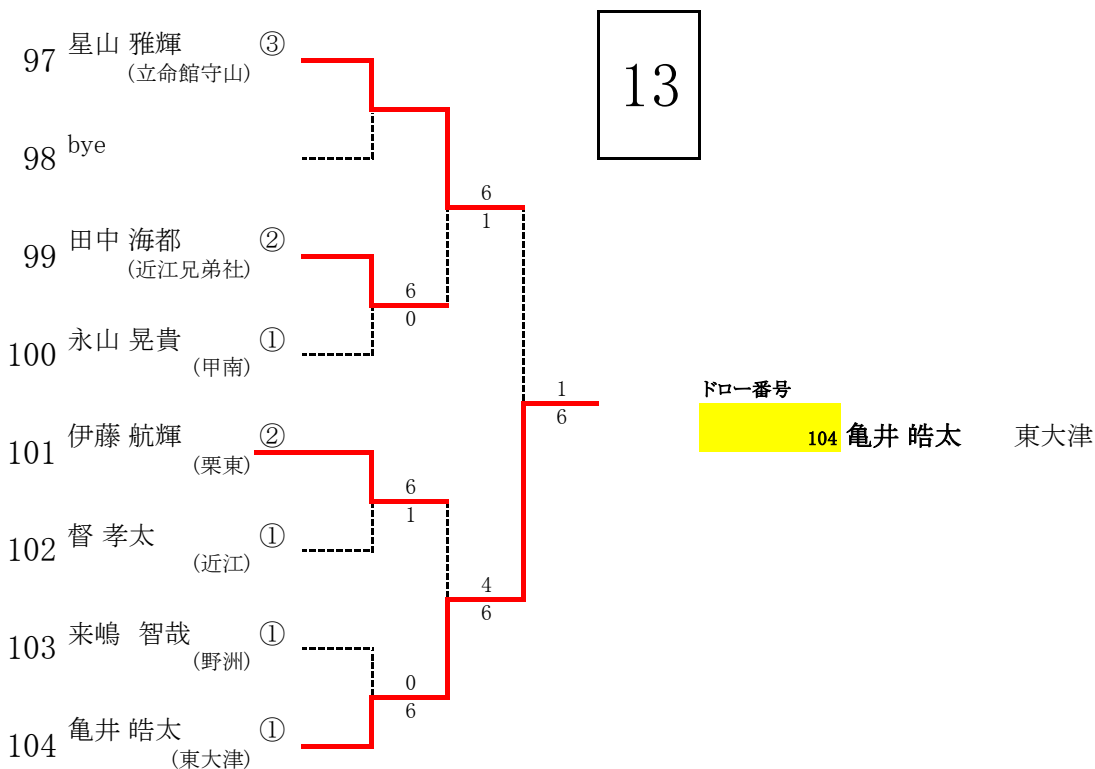 13
97 星山 雅輝 ③
(立命館守山)
98 bye
6
1
99 田中 海都 ②
(近江兄弟社)
6
0
100 永山 晃貴 ①
(甲南)
1
6
ドロー番号
104 亀井 皓太 東大津
101 伊藤 航輝 ②
(栗東)
6
1
102 督 孝太 ①
(近江)
4
6
103 来嶋 智哉 ①
(野洲)
0
6
104 亀井 皓太 ①
(東大津)